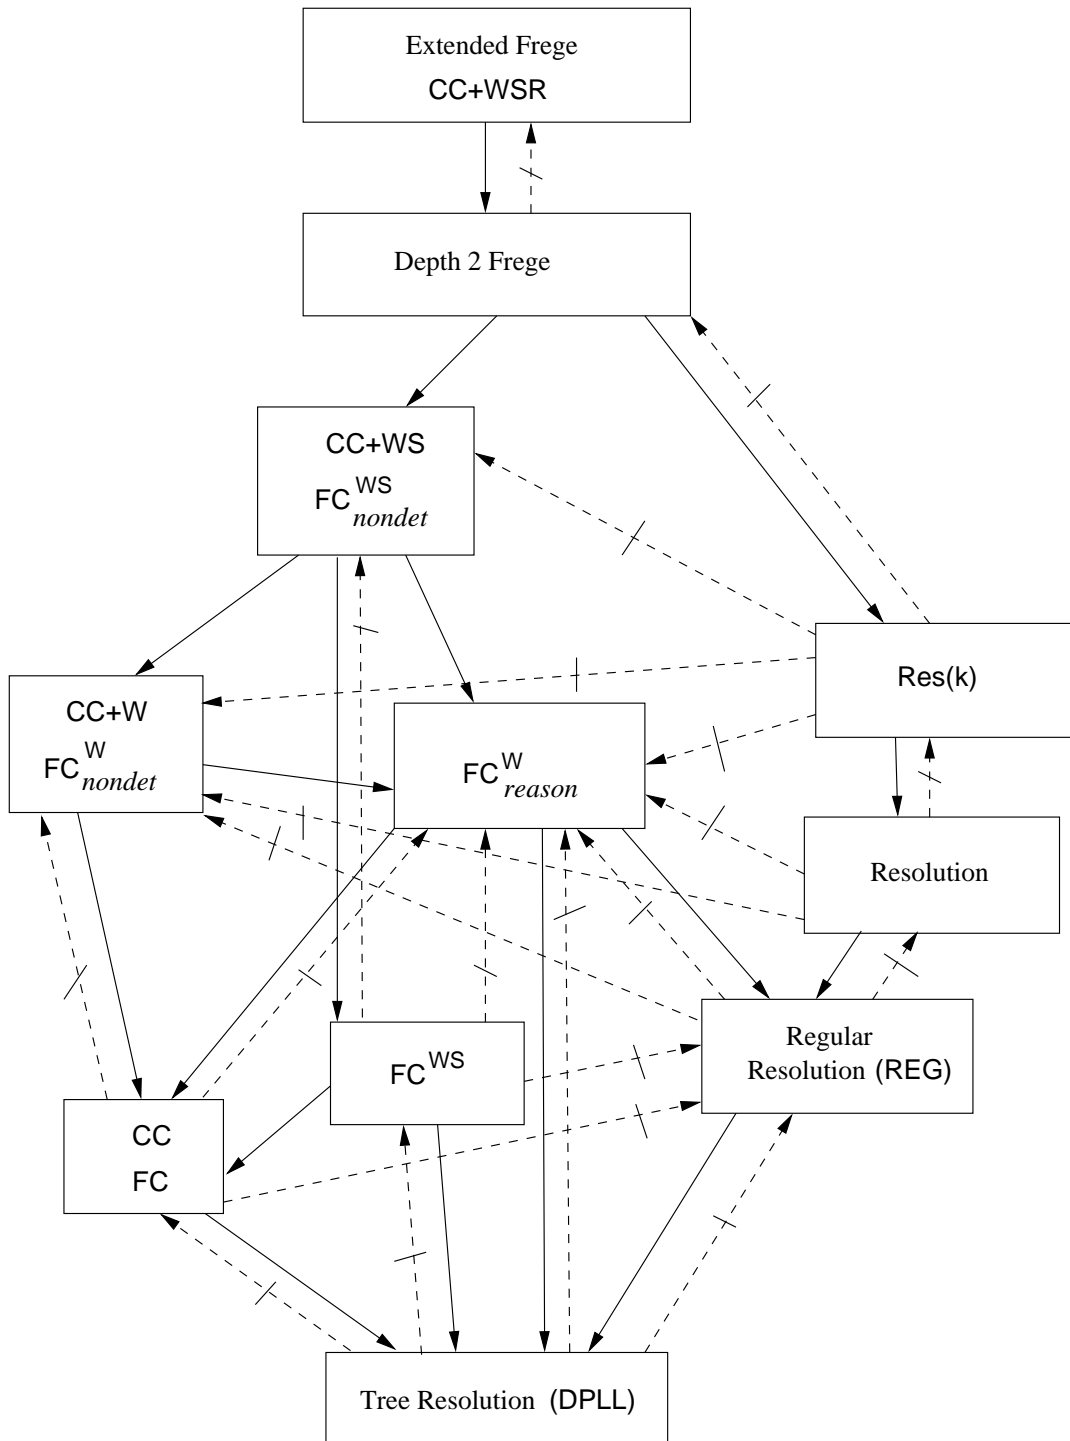 Extended Frege
CC+WSR
Depth 2 Frege
CC+WS
FC^WS_nondet
Res(k)
CC+W
FC^W_nondet
FC^W_reason
Resolution
Regular
Resolution (REG)
FC^WS
CC
FC
Tree Resolution (DPLL)